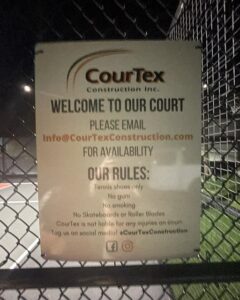 CourTex
Construction Inc.
WELCOME TO OUR COURT
PLEASE EMAIL
Info@CourTexConstruction.com
FOR AVAILABILITY
OUR RULES:
Tennis shoes only
No gum
No smoking
No Skateboards or Roller Blades
CourTex is not liable for any injuries on court.
Tag us on social media! @CourTexConstruction